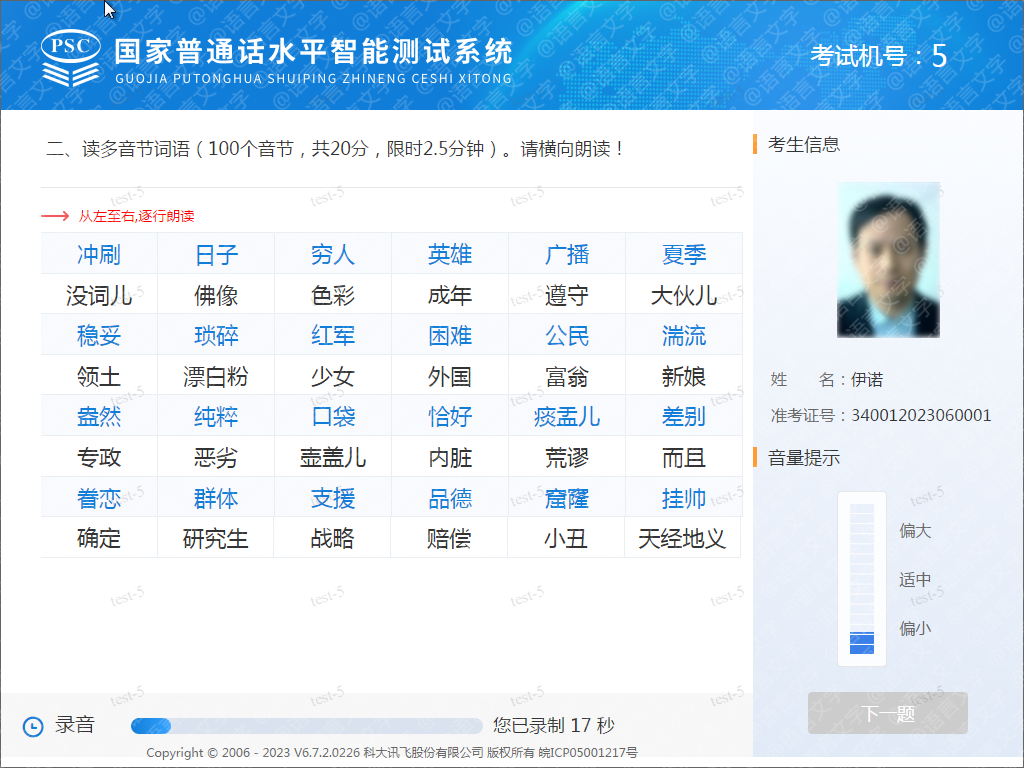 PSC
国家普通话水平智能测试系统
GUOJIA PUTONGHUA SHUIPING ZHINENG CESHI XITONG
考试机号：5
二、读多音节词语（100个音节，共20分，限时2.5分钟）。请横向朗读！
从左至右,逐行朗读
冲刷 日子 穷人 英雄 广播 夏季
没词儿 佛像 色彩 成年 遵守 大伙儿
稳妥 琐碎 红军 困难 公民 湍流
领土 漂白粉 少女 外国 富翁 新娘
盎然 纯粹 口袋 恰好 痰盂儿 差别
专政 恶劣 壶盖儿 内脏 荒谬 而且
眷恋 群体 支援 品德 窟窿 挂帅
确定 研究生 战略 赔偿 小丑 天经地义
考生信息
姓 名：伊诺
准考证号：340012023060001
音量提示
偏大
适中
偏小
下一题
录音
您已录制 17 秒
Copyright © 2006 - 2023 V6.7.2.0226 科大讯飞股份有限公司 版权所有 皖ICP05001217号
test-5
@语言文字